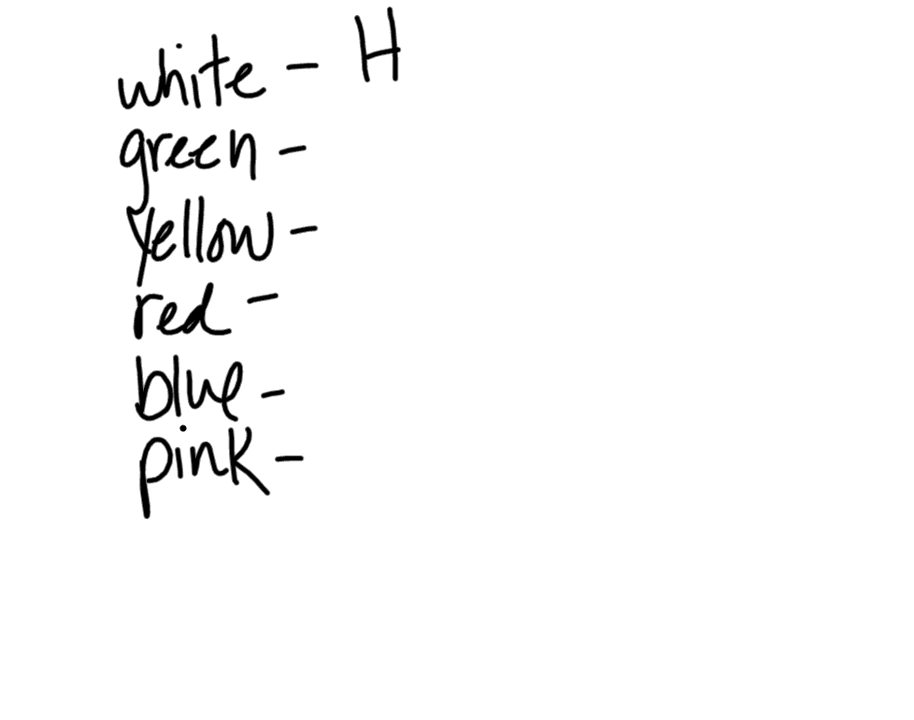 white - H
green -
yellow -
red -
blue -
pink -